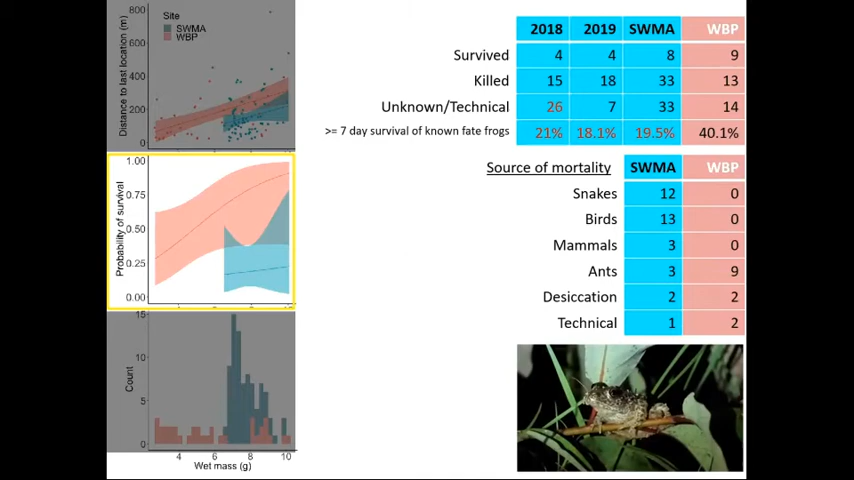 Site
SWMA
WBP
Distance to last location (m)
800
600
400
200
0
Probability of survival
1.00
0.75
0.50
0.25
0.00
Count
15
10
5
0
4 6 8 10
Wet mass (g)
2018 2019 SWMA WBP
Survived 4 4 8 9
Killed 15 18 33 13
Unknown/Technical 26 7 33 14
>= 7 day survival of known fate frogs 21% 18.1% 19.5% 40.1%
Source of mortality SWMA WBP
Snakes 12 0
Birds 13 0
Mammals 3 0
Ants 3 9
Desiccation 2 2
Technical 1 2